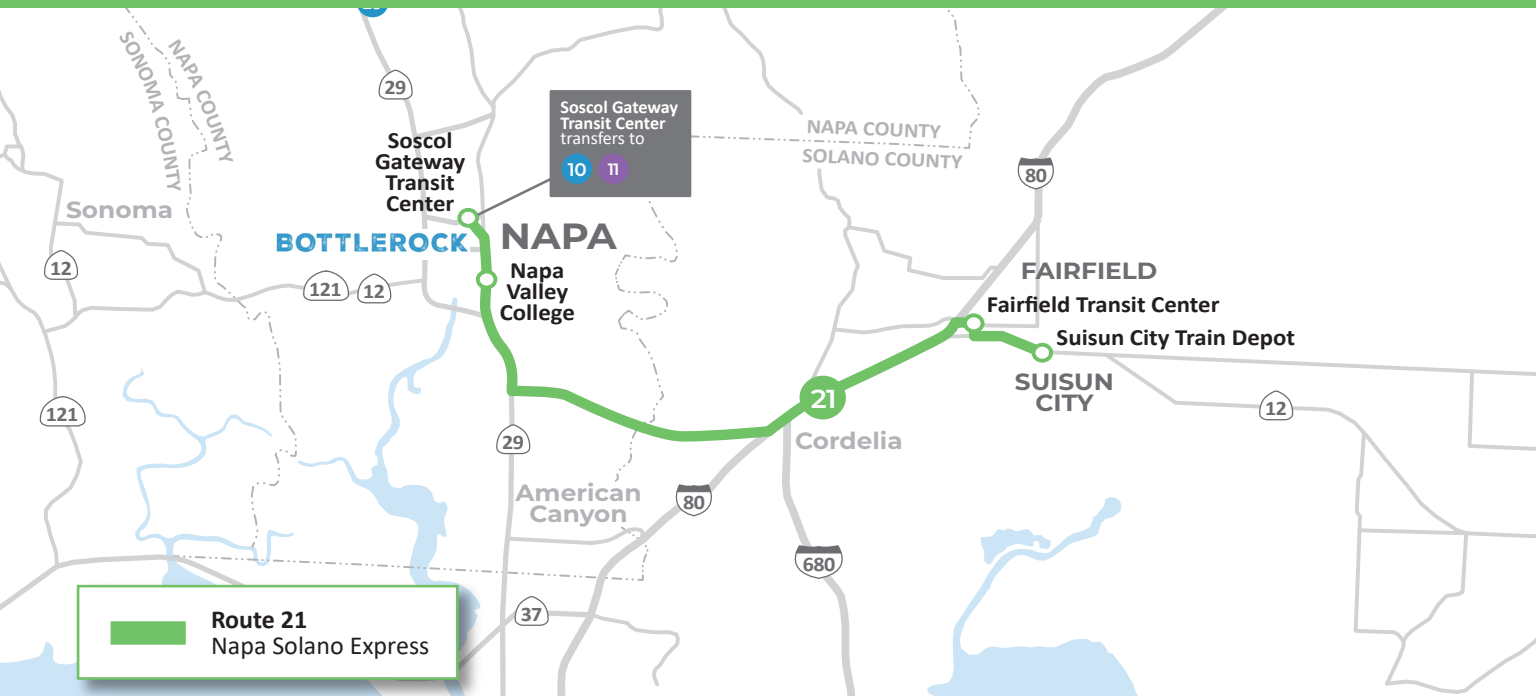 SONOMA COUNTY
NAPA COUNTY
29
Soscol
Gateway
Transit
Center
Soscol Gateway
Transit Center
transfers to
10 11
NAPA COUNTY
SOLANO COUNTY
80
Sonoma
BOTTLEROCK
NAPA
12
121 12
Napa
Valley
College
FAIRFIELD
Fairfield Transit Center
Suisun City Train Depot
SUISUN
CITY
121
21
12
29
Cordelia
American
Canyon
80
680
37
Route 21
Napa Solano Express